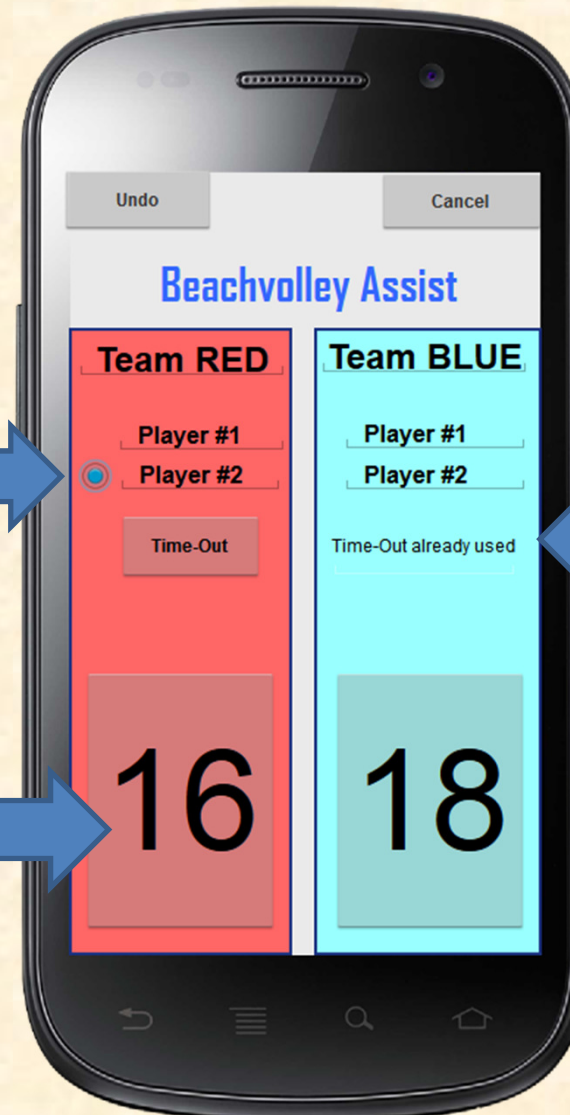 Undo
Cancel
Beachvolley Assist
Team RED
Player #1
Player #2
Time-Out
16
Team BLUE
Player #1
Player #2
Time-Out already used
18